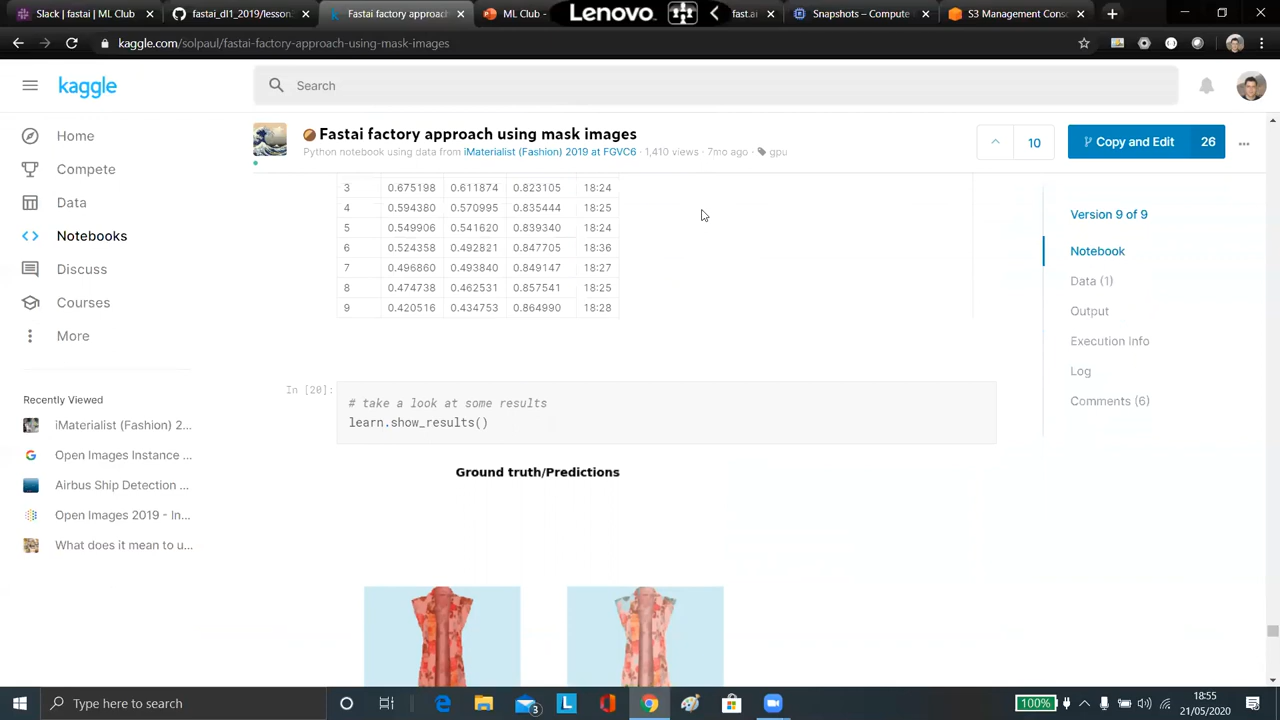 Slack | ML Club
fastai_dl1_2019/lesson
Fastai factory approach
ML Club -
Lenovo
fast.ai
Snapshots – Compute
S3 Management Cons
kaggle.com/solpaul/fastai-factory-approach-using-mask-images
kaggle
Search
Home
Compete
Data
Notebooks
Discuss
Courses
More
Recently Viewed
iMaterialist (Fashion) 2...
Open Images Instance ...
Airbus Ship Detection ...
Open Images 2019 - In...
What does it mean to u...
Fastai factory approach using mask images
Python notebook using data from iMaterialist (Fashion) 2019 at FGVC6 · 1,410 views · 7mo ago · gpu
10
Copy and Edit 26
3 0.675198 0.611874 0.823105 18:24
4 0.594380 0.570995 0.835444 18:25
5 0.549906 0.541620 0.839340 18:24
6 0.524358 0.492821 0.847705 18:36
7 0.496860 0.493840 0.849147 18:27
8 0.474738 0.462531 0.857541 18:25
9 0.420516 0.434753 0.864990 18:28
In [20]:
# take a look at some results
learn.show_results()
Ground truth/Predictions
Version 9 of 9
Notebook
Data (1)
Output
Execution info
Log
Comments (6)
Type here to search
3
L
100%
18:55
21/05/2020